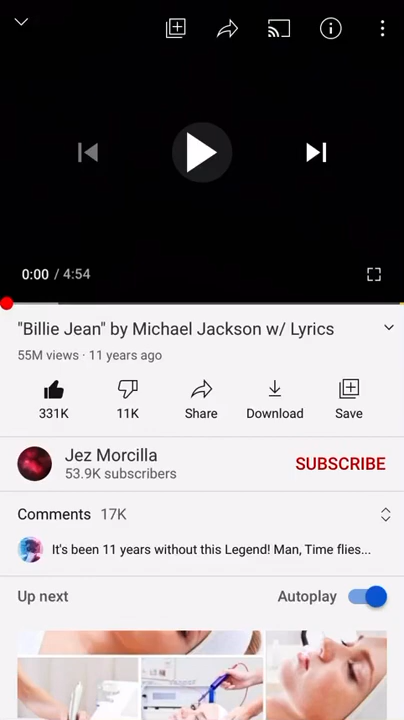 0:00 / 4:54
"Billie Jean" by Michael Jackson w/ Lyrics
55M views · 11 years ago
331K 11K Share Download Save
Jez Morcilla
53.9K subscribers
SUBSCRIBE
Comments 17K
It's been 11 years without this Legend! Man, Time flies...
Up next Autoplay